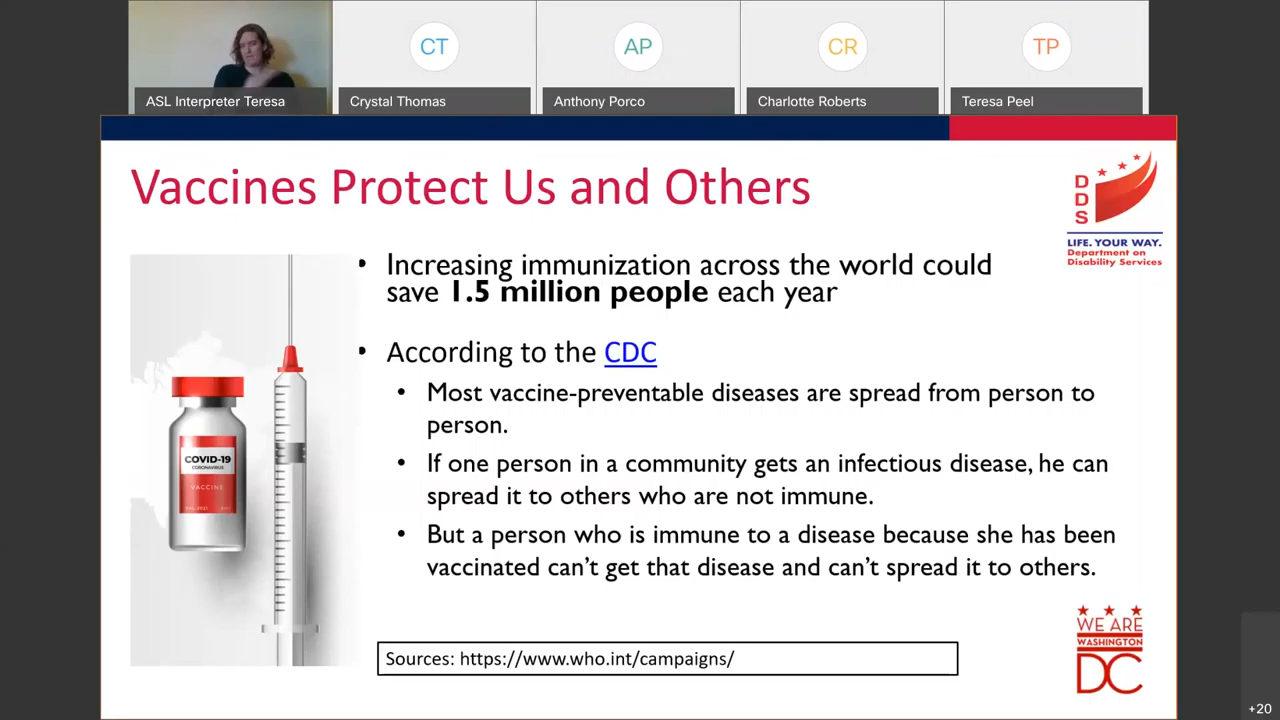 CT
AP
CR
TP
ASL Interpreter Teresa
Crystal Thomas
Anthony Porco
Charlotte Roberts
Teresa Peel
Vaccines Protect Us and Others
DDS
LIFE. YOUR WAY.
Department on
Disability Services
• Increasing immunization across the world could
save 1.5 million people each year
• According to the CDC
• Most vaccine-preventable diseases are spread from person to
person.
• If one person in a community gets an infectious disease, he can
spread it to others who are not immune.
• But a person who is immune to a disease because she has been
vaccinated can't get that disease and can't spread it to others.
COVID-19
CORONAVIRUS
VACCINE
Sources: https://www.who.int/campaigns/
WE ARE
WASHINGTON
DC
+20